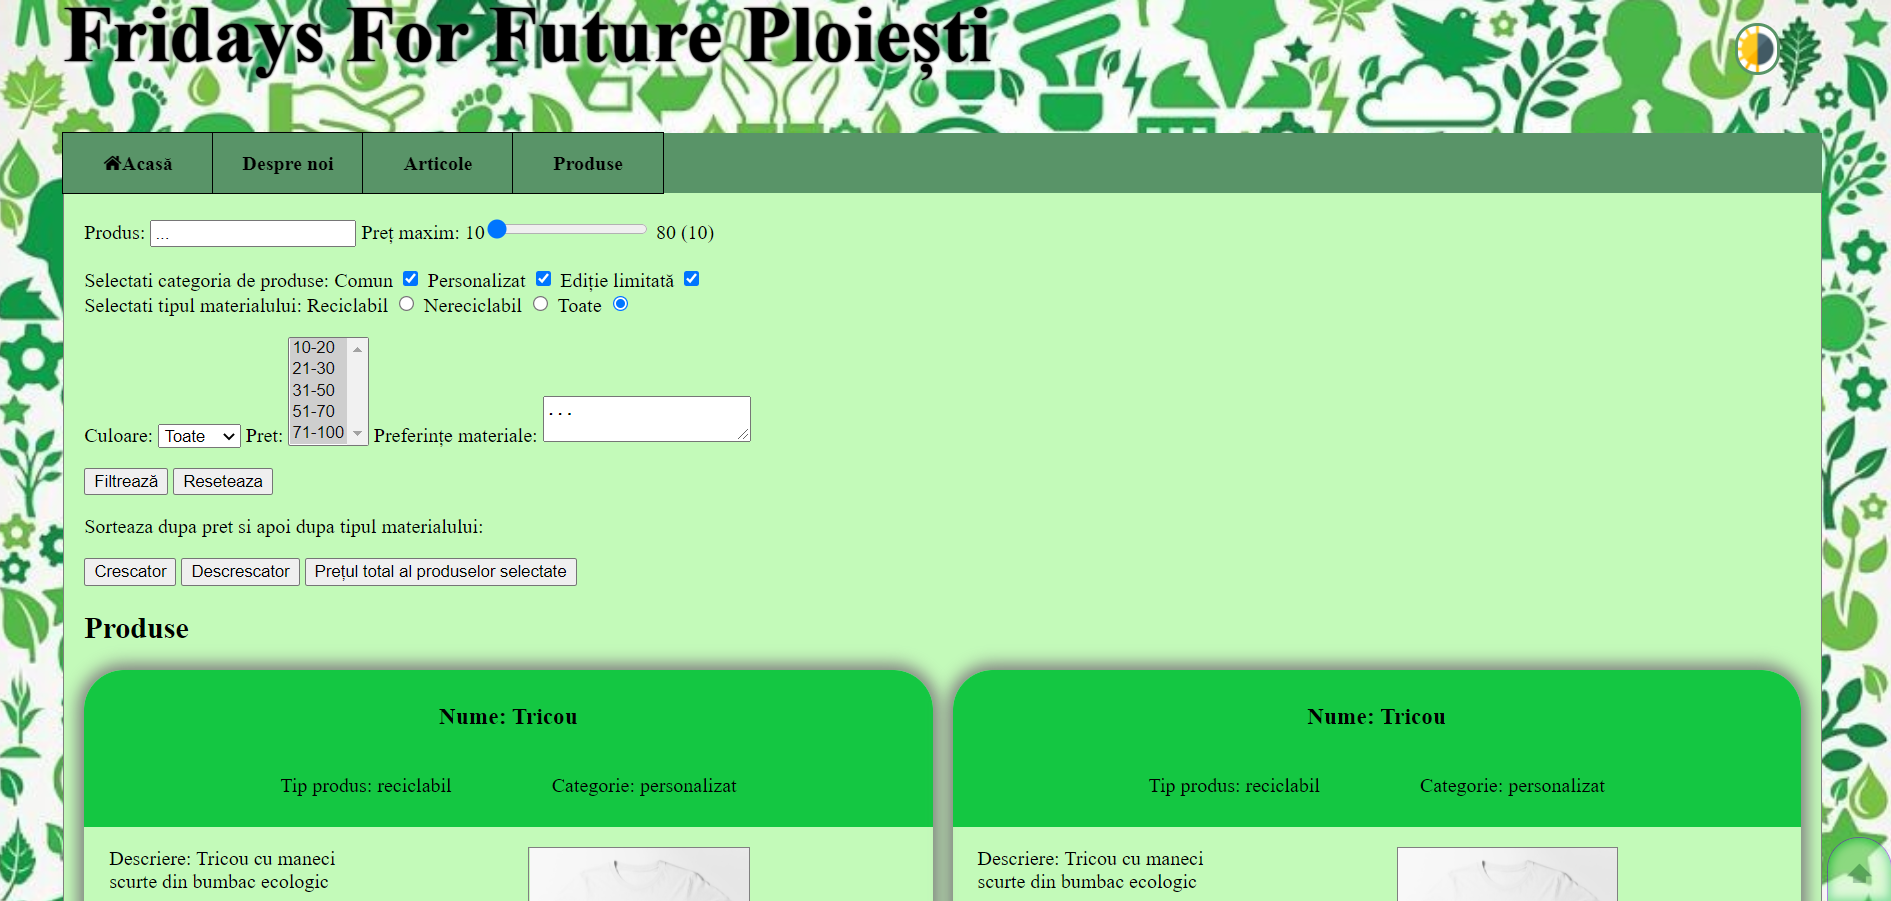 Fridays For Future Ploiești
Acasă Despre noi Articole Produse
Produs: ... Preț maxim: 10 80 (10)
Selectati categoria de produse: Comun Personalizat Ediție limitată
Selectati tipul materialului: Reciclabil Nereciclabil Toate
10-20
21-30
31-50
51-70
71-100
Culoare: Toate Pret: Preferințe materiale: ...
Filtrează Reseteaza
Sorteaza dupa pret si apoi dupa tipul materialului:
Crescator Descrescator Prețul total al produselor selectate
Produse
Nume: Tricou
Tip produs: reciclabil Categorie: personalizat
Descriere: Tricou cu maneci
scurte din bumbac ecologic
Nume: Tricou
Tip produs: reciclabil Categorie: personalizat
Descriere: Tricou cu maneci
scurte din bumbac ecologic